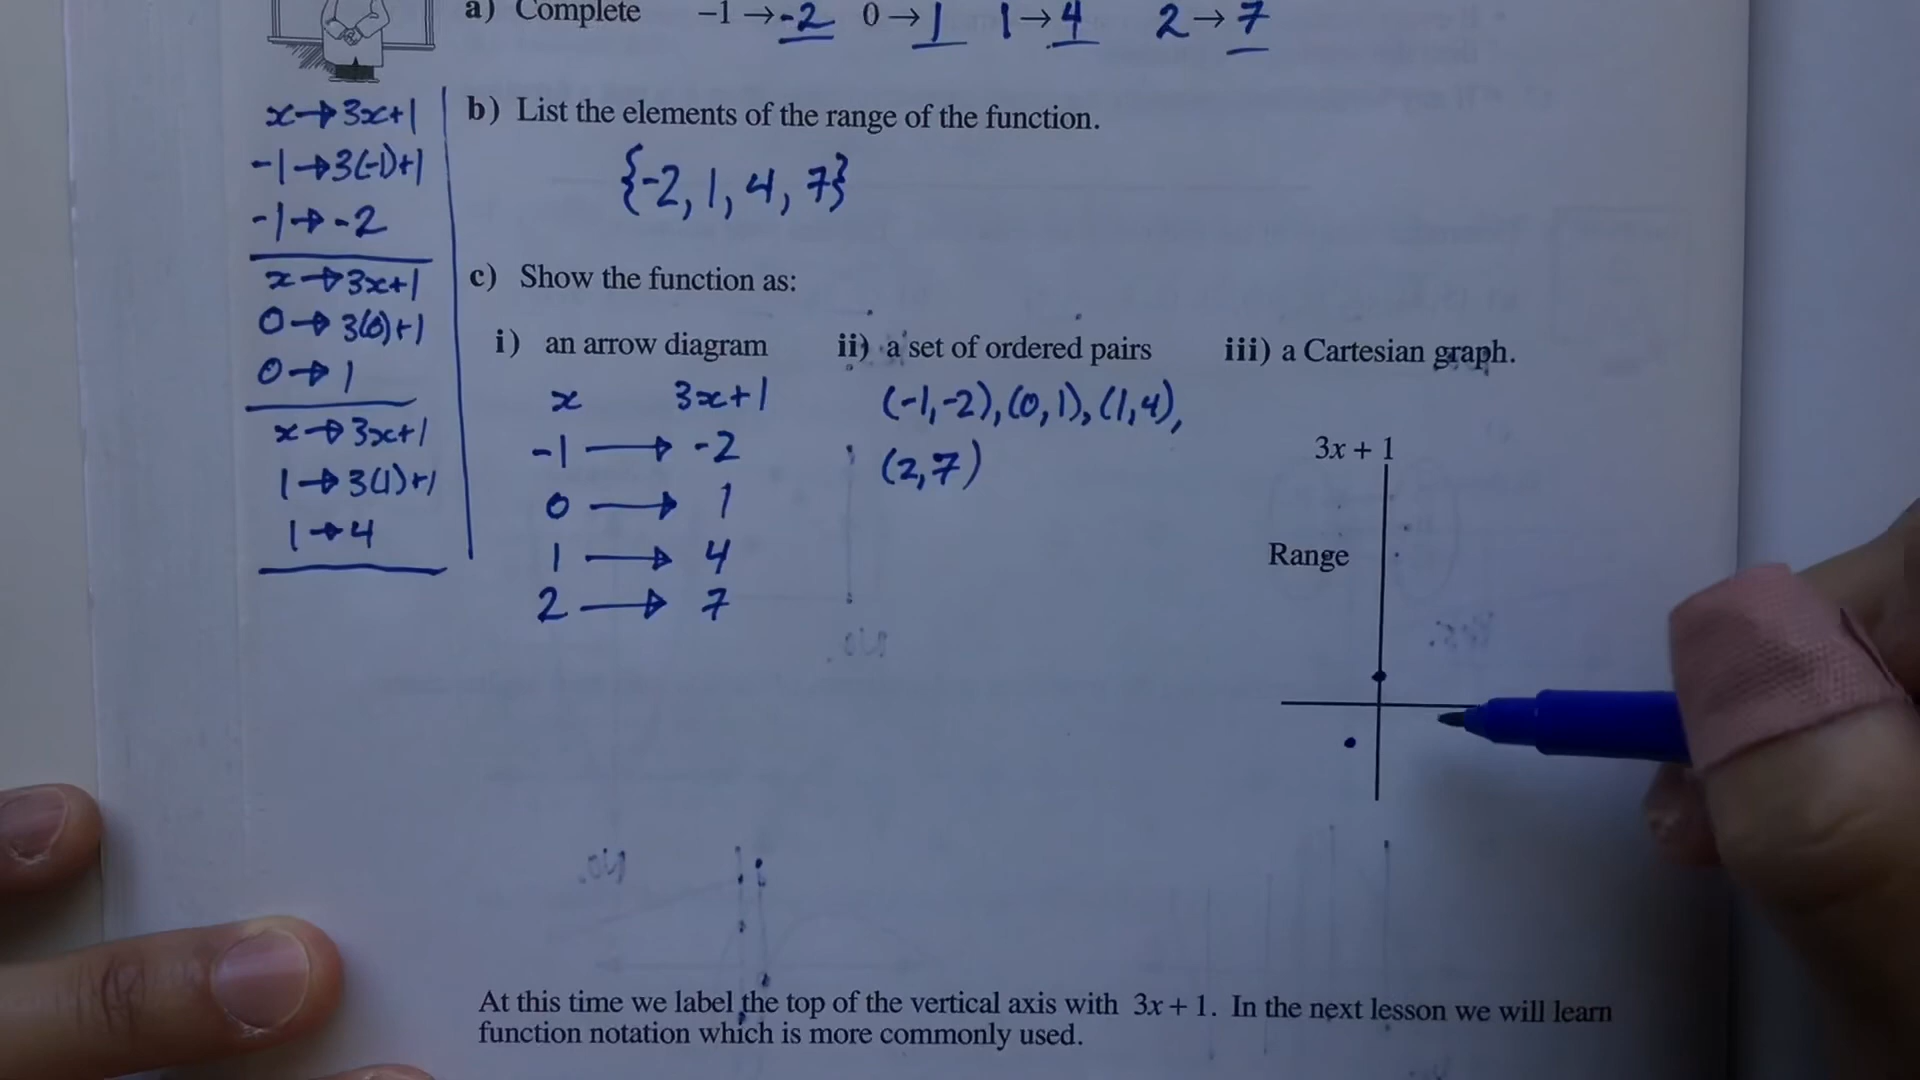 a) Complete −1 → -2 0 → 1 1 → 4 2 → 7
x → 3x+1
-1 → 3(-1)+1
-1 → -2
x → 3x+1
0 → 3(0)+1
0 → 1
x → 3x+1
1 → 3(1)+1
1 → 4
b) List the elements of the range of the function.
{-2, 1, 4, 7}
c) Show the function as:
i) an arrow diagram
x 3x+1
-1 → -2
0 → 1
1 → 4
2 → 7
ii) a set of ordered pairs
(-1,-2), (0,1), (1,4),
(2,7)
iii) a Cartesian graph.
3x + 1
Range
At this time we label the top of the vertical axis with 3x + 1. In the next lesson we will learn
function notation which is more commonly used.